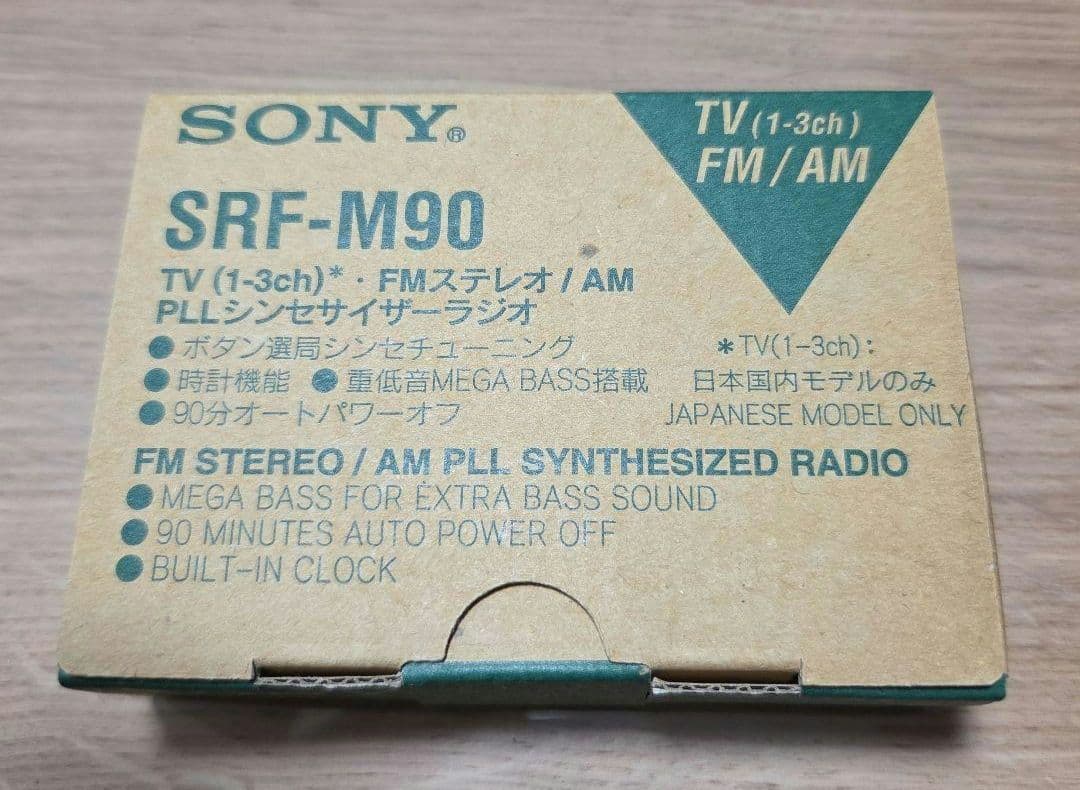 SONY®
TV (1-3ch)
FM / AM
SRF-M90
TV (1-3ch)*・FMステレオ / AM
PLLシンセサイザーラジオ
● ボタン選局シンセチューニング
● 時計機能 ● 重低音MEGA BASS搭載
● 90分オートパワーオフ
*TV(1-3ch):
日本国内モデルのみ
JAPANESE MODEL ONLY
FM STEREO / AM PLL SYNTHESIZED RADIO
● MEGA BASS FOR EXTRA BASS SOUND
● 90 MINUTES AUTO POWER OFF
● BUILT-IN CLOCK